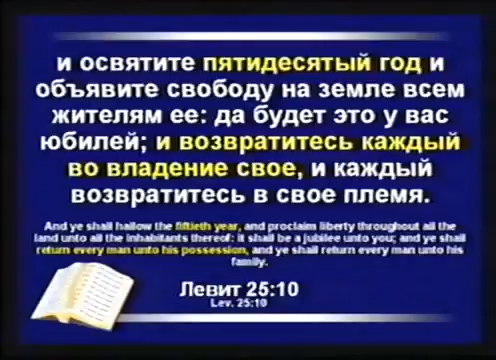 и освятите пятидесятый год и
объявите свободу на земле всем
жителям ее: да будет это у вас
юбилей; и возвратитесь каждый
во владение свое, и каждый
возвратитесь в свое племя.
And ye shall hallow the fiftieth year, and proclaim liberty throughout all the
land unto all the inhabitants thereof: it shall be a jubilee unto you; and ye shall
return every man unto his possession, and ye shall return every man unto his
family.
Левит 25:10
Lev. 25:10